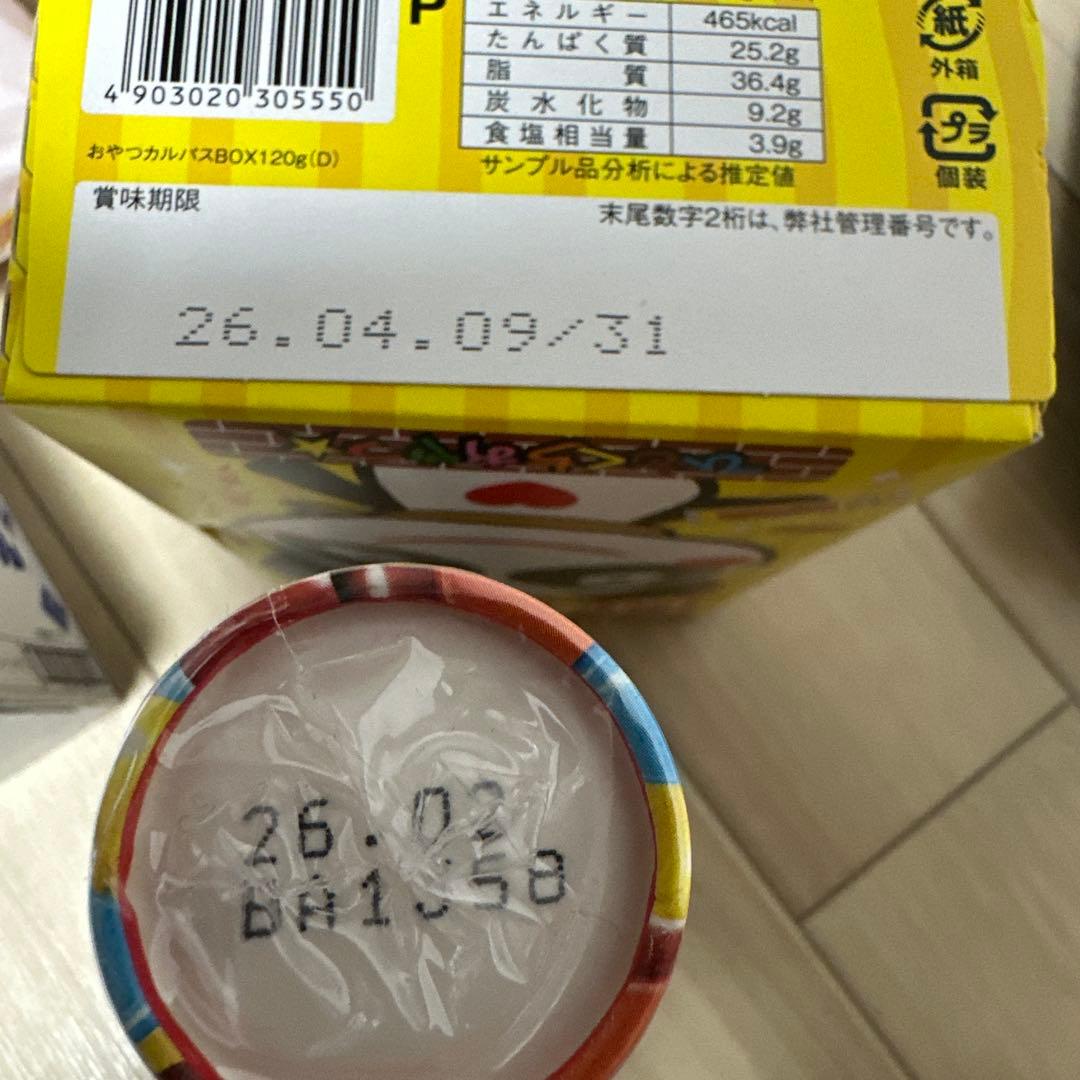 P
エネルギー 465kcal
たんぱく質 25.2g
脂質 36.4g
炭水化物 9.2g
食塩相当量 3.9g
サンプル品分析による推定値
紙
外箱
プラ
個装
4 903020 305550
おやつカルパスBOX120g(D)
賞味期限
末尾数字2桁は、弊社管理番号です。
26.04.09/31
26.02